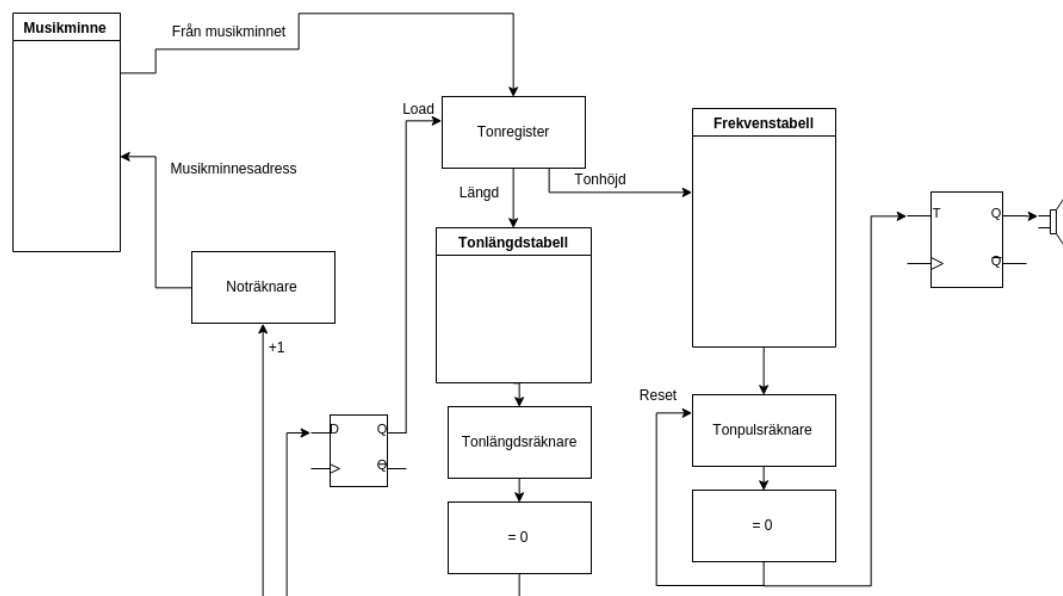 Musikminne
Från musikminnet
Load
Tonregister
Frekvenstabell
Musikminnesadress
Längd
Tonhöjd
T
Q
Q
Tonlängdstabell
Noträknare
+1
D
Q
Q
Reset
Tonlängdsräknare
Tonpulsräknare
= 0
= 0